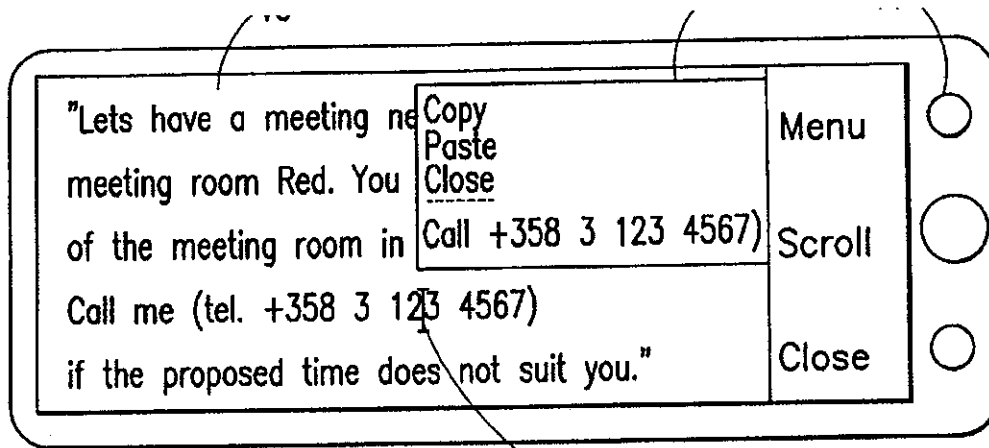 "Lets have a meeting ne
meeting room Red. You
of the meeting room in
Call me (tel. +358 3 123 4567)
if the proposed time does not suit you."
Copy
Paste
Close
Call +358 3 123 4567)
Menu
Scroll
Close